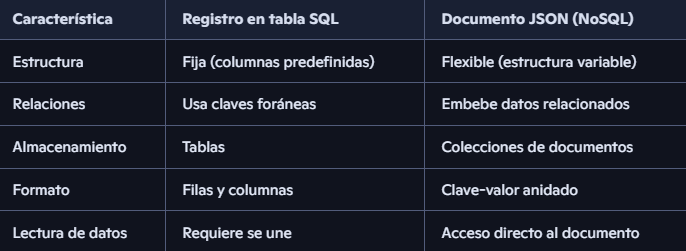 Característica Registro en tabla SQL Documento JSON (NoSQL)
Estructura Fija (columnas predefinidas) Flexible (estructura variable)
Relaciones Usa claves foráneas Embebe datos relacionados
Almacenamiento Tablas Colecciones de documentos
Formato Filas y columnas Clave-valor anidado
Lectura de datos Requiere se une Acceso directo al documento